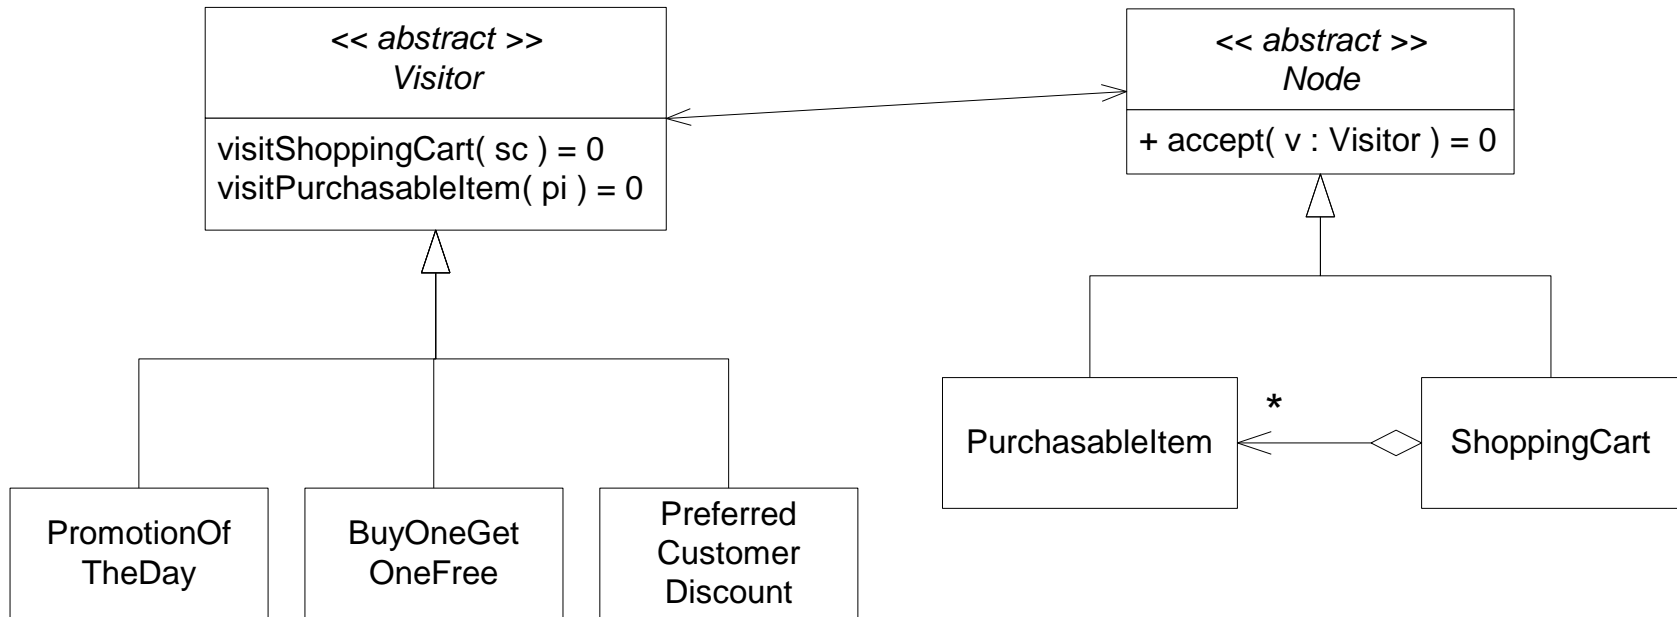 << abstract >>
Visitor
visitShoppingCart( sc ) = 0
visitPurchasableItem( pi ) = 0
<< abstract >>
Node
+ accept( v : Visitor ) = 0
PromotionOf
TheDay
BuyOneGet
OneFree
Preferred
Customer
Discount
PurchasableItem
*
ShoppingCart